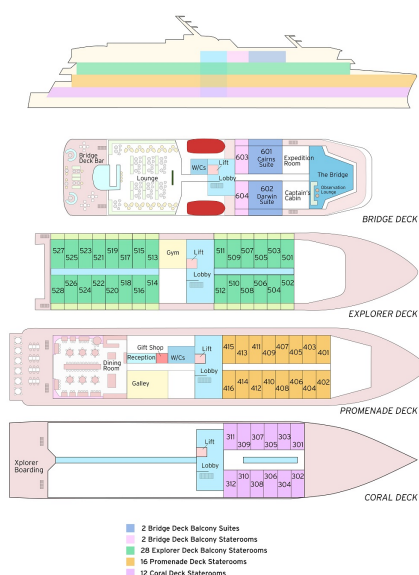 Bridge
Deck Bar
Lounge
W/Cs
Lift
Lobby
603
604
601
Cairns
Suite
602
Darwin
Suite
Expedition
Room
Captain's
Cabin
The Bridge
Observation
Lounge
BRIDGE DECK
527 525 523 521 519 517 515 513
528 526 524 522 520 518 516 514
Gym
Lift
Lobby
511 509 507 505 503 501
512 510 508 506 504 502
EXPLORER DECK
Dining
Room
Gift Shop
Reception
W/Cs
Galley
Lift
Lobby
415 413 411 409 407 405 403 401
416 414 412 410 408 406 404 402
PROMENADE DECK
Xplorer
Boarding
Lift
Lobby
311 309 307 305 303 301
312 310 308 306 304 302
CORAL DECK
2 Bridge Deck Balcony Suites
2 Bridge Deck Balcony Staterooms
28 Explorer Deck Balcony Staterooms
16 Promenade Deck Staterooms
12 Coral Deck Staterooms